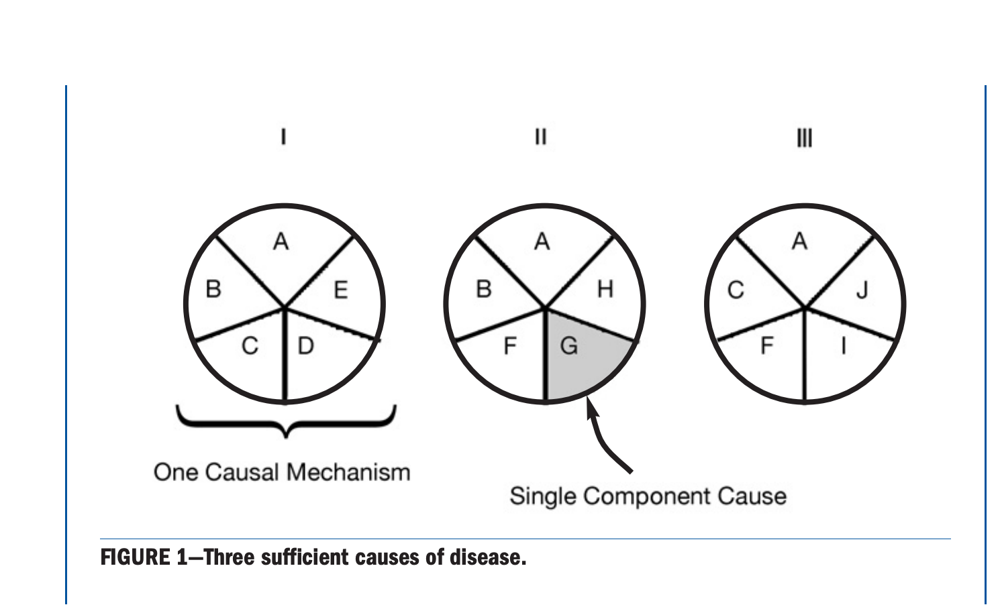 I II III
A A A
B E B H C J
C D F G F I
One Causal Mechanism
Single Component Cause
FIGURE 1—Three sufficient causes of disease.